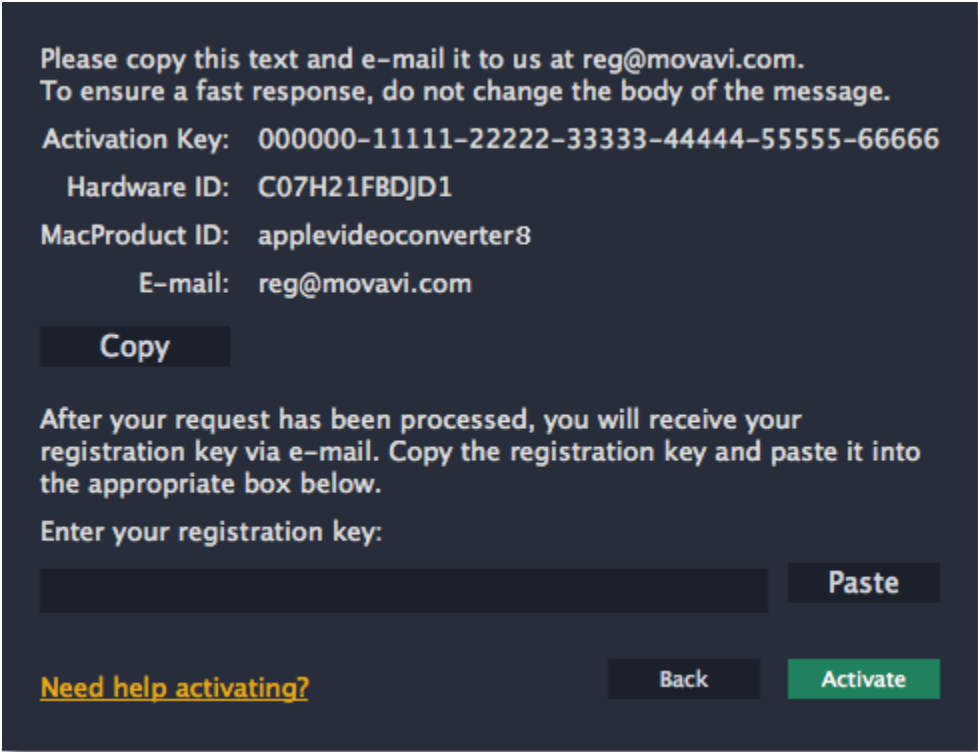 Please copy this text and e-mail it to us at reg@movavi.com.
To ensure a fast response, do not change the body of the message.
Activation Key: 000000-11111-22222-33333-44444-55555-66666
Hardware ID: C07H21FBDJD1
MacProduct ID: applevideoconverter8
E-mail: reg@movavi.com
Copy
After your request has been processed, you will receive your
registration key via e-mail. Copy the registration key and paste it into
the appropriate box below.
Enter your registration key:
Paste
Need help activating? Back Activate